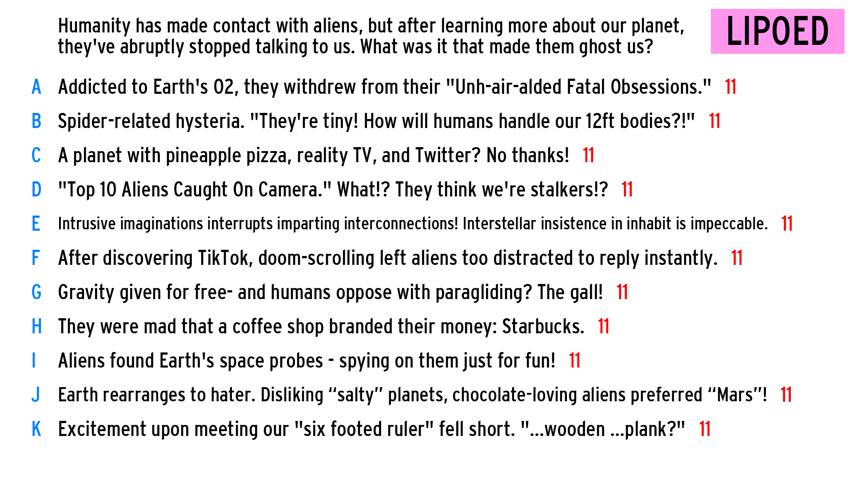 Humanity has made contact with aliens, but after learning more about our planet,
they've abruptly stopped talking to us. What was it that made them ghost us?
LIPOED
A Addicted to Earth's O2, they withdrew from their "Unh-air-alded Fatal Obsessions." 11
B Spider-related hysteria. "They're tiny! How will humans handle our 12ft bodies?!" 11
C A planet with pineapple pizza, reality TV, and Twitter? No thanks! 11
D "Top 10 Aliens Caught On Camera." What!? They think we're stalkers!? 11
E Intrusive imaginations interrupts imparting interconnections! Interstellar insistence in inhabit is impeccable. 11
F After discovering TikTok, doom-scrolling left aliens too distracted to reply instantly. 11
G Gravity given for free- and humans oppose with paragliding? The gall! 11
H They were mad that a coffee shop branded their money: Starbucks. 11
I Aliens found Earth's space probes - spying on them just for fun! 11
J Earth rearranges to hater. Disliking “salty” planets, chocolate-loving aliens preferred “Mars”! 11
K Excitement upon meeting our "six footed ruler" fell short. "...wooden ...plank?" 11